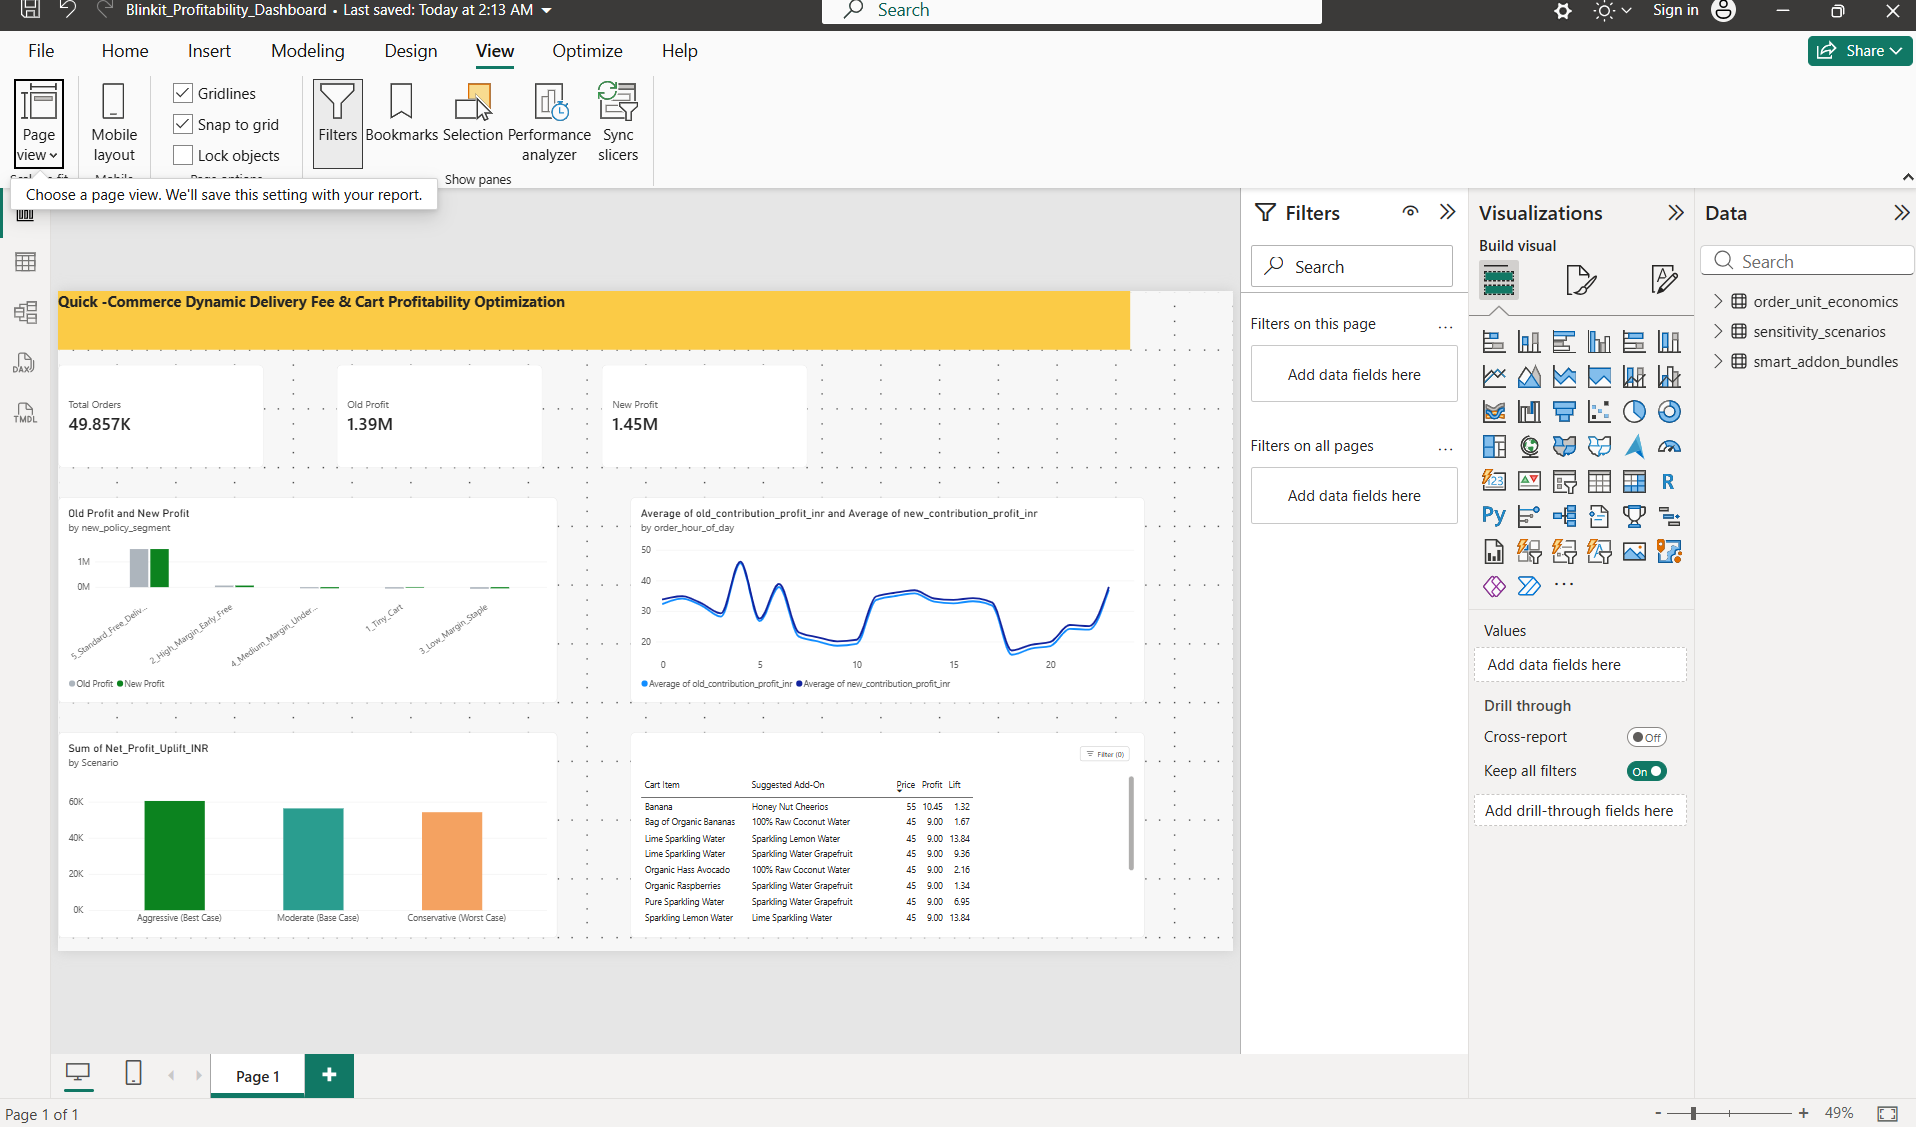 Blinkit_Profitability_Dashboard • Last saved: Today at 2:13 AM
Search
Sign in
File Home Insert Modeling Design View Optimize Help
Share
Page view
Mobile layout
Gridlines
Snap to grid
Lock objects
Filters
Bookmarks
Selection
Performance analyzer
Sync slicers
Mobile
Show panes
Choose a page view. We'll save this setting with your report.
DAX
TMDL
Quick -Commerce Dynamic Delivery Fee & Cart Profitability Optimization
Total Orders
49.857K
Old Profit
1.39M
New Profit
1.45M
Old Profit and New Profit
by new_policy_segment
1M
0M
5_Standard_Free_Deliv...
2_High_Margin_Early_Free
4_Medium_Margin_Under...
1_Tiny_Cart
3_Low_Margin_Staple
Old Profit New Profit
Average of old_contribution_profit_inr and Average of new_contribution_profit_inr
by order_hour_of_day
50
40
30
20
0 5 10 15 20
Average of old_contribution_profit_inr Average of new_contribution_profit_inr
Sum of Net_Profit_Uplift_INR
by Scenario
60K
40K
20K
0K
Aggressive (Best Case) Moderate (Base Case) Conservative (Worst Case)
Filter (0)
Cart Item Suggested Add-On Price Profit Lift
Banana Honey Nut Cheerios 55 10.45 1.32
Bag of Organic Bananas 100% Raw Coconut Water 45 9.00 1.67
Lime Sparkling Water Sparkling Lemon Water 45 9.00 13.84
Lime Sparkling Water Sparkling Water Grapefruit 45 9.00 9.36
Organic Hass Avocado 100% Raw Coconut Water 45 9.00 2.16
Organic Raspberries Sparkling Water Grapefruit 45 9.00 1.34
Pure Sparkling Water Sparkling Water Grapefruit 45 9.00 6.95
Sparkling Lemon Water Lime Sparkling Water 45 9.00 13.84
Filters
Search
Filters on this page ...
Add data fields here
Filters on all pages ...
Add data fields here
Visualizations
Build visual
123
R
Py
...
Values
Add data fields here
Drill through
Cross-report Off
Keep all filters On
Add drill-through fields here
Data
Search
order_unit_economics
sensitivity_scenarios
smart_addon_bundles
Page 1
+
Page 1 of 1
- + 49%